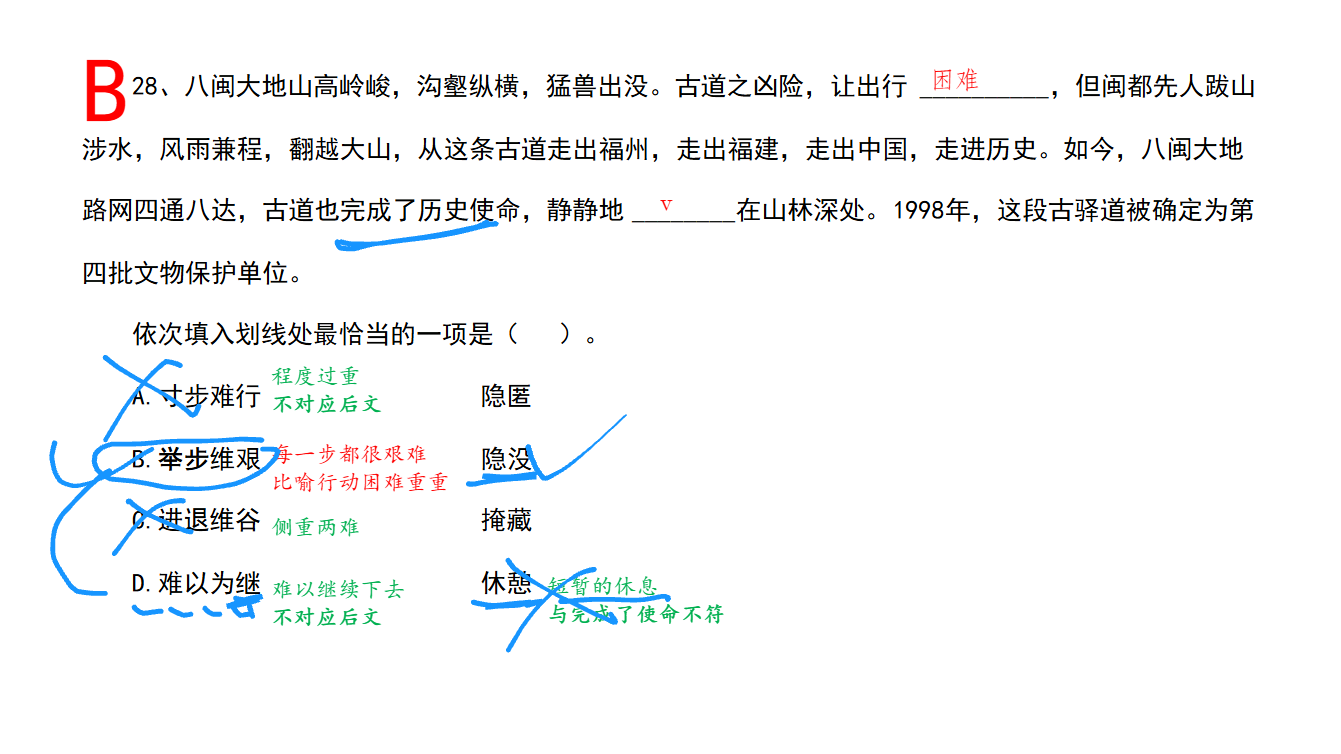 B 28、八闽大地山高岭峻，沟壑纵横，猛兽出没。古道之凶险，让出行 __________，但闽都先人跋山
困难
涉水，风雨兼程，翻越大山，从这条古道走出福州，走出福建，走出中国，走进历史。如今，八闽大地
路网四通八达，古道也完成了历史使命，静静地 ________在山林深处。1998年，这段古驿道被确定为第
v
四批文物保护单位。
依次填入划线处最恰当的一项是（  ）。
A. 寸步难行 程度过重 隐匿
不对应后文
B. 举步维艰 每一步都很艰难 隐没
比喻行动困难重重
C. 进退维谷 侧重两难 掩藏
D. 难以为继 难以继续下去 休憩 短暂的休息
不对应后文 与完成了使命不符